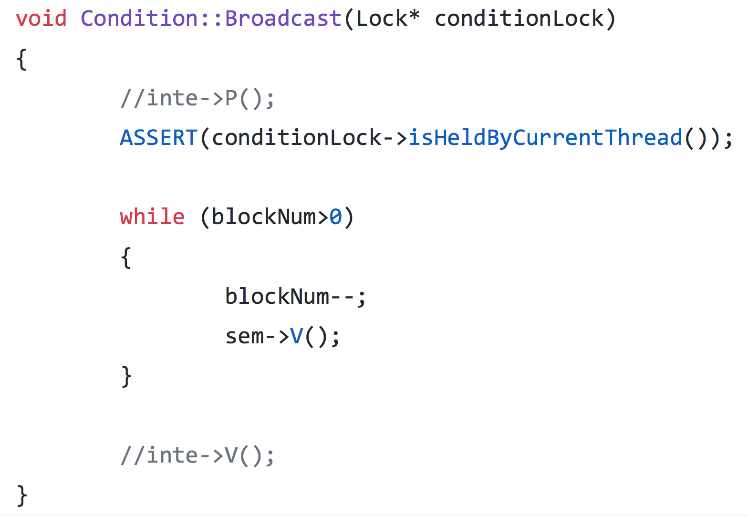 void Condition::Broadcast(Lock* conditionLock)
{
//inte->P();
ASSERT(conditionLock->isHeldByCurrentThread());
while (blockNum>0)
{
blockNum--;
sem->V();
}
//inte->V();
}